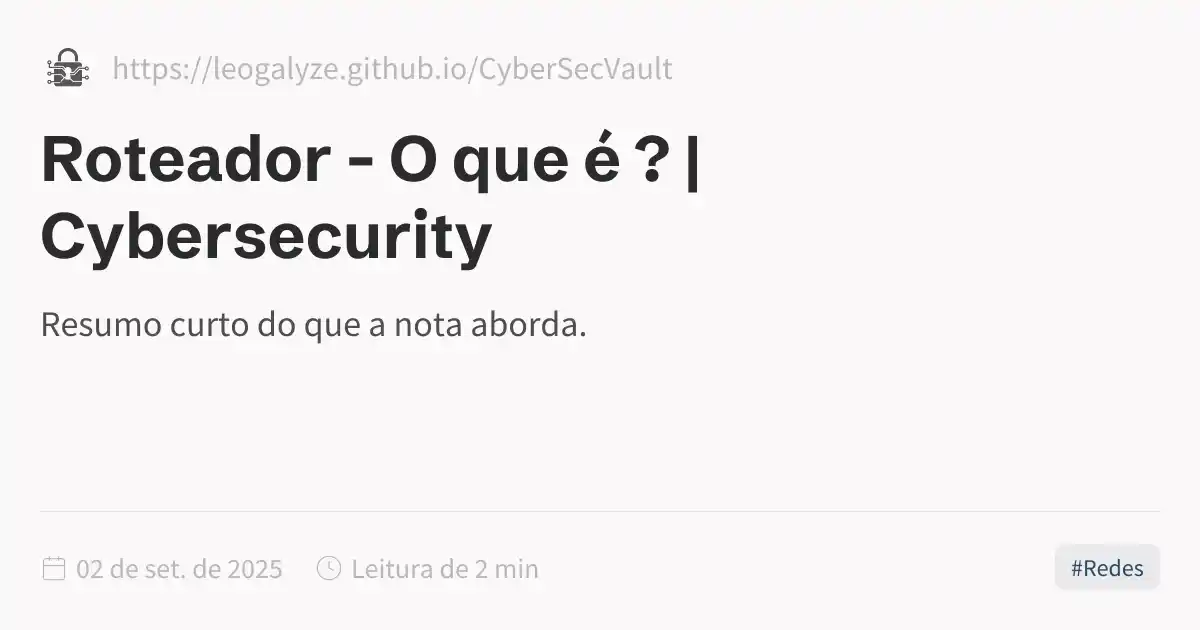 https://leogalyze.github.io/CyberSecVault
Roteador - O que é ? |
Cybersecurity
Resumo curto do que a nota aborda.
02 de set. de 2025 Leitura de 2 min #Redes